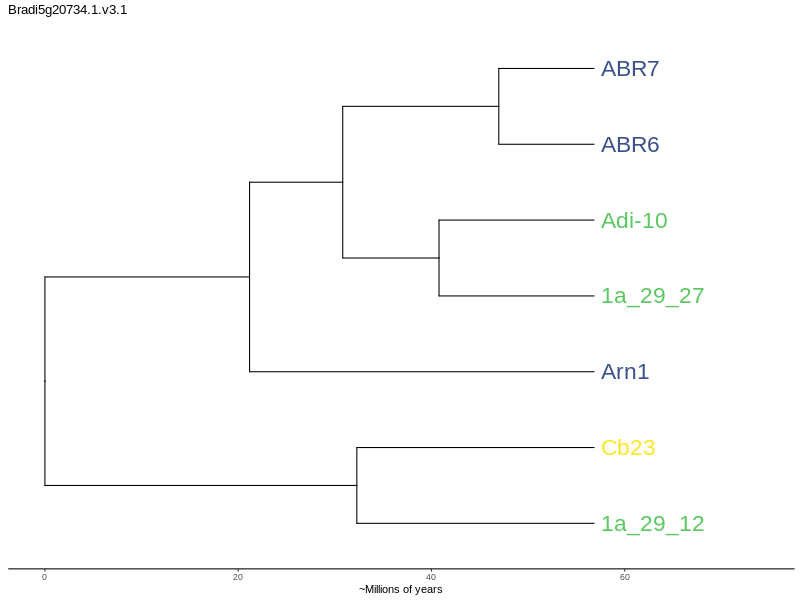 Bradi5g20734.1.v3.1
ABR7
ABR6
Adi-10
1a_29_27
Arn1
Cb23
1a_29_12
0 20 40 60
~Millions of years